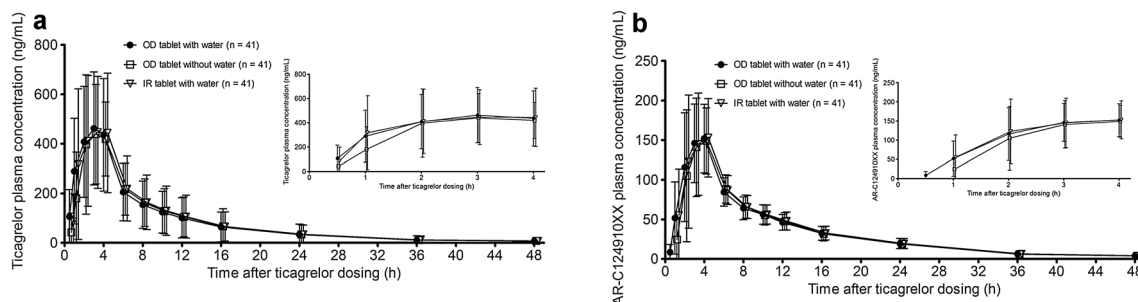 a
Ticagrelor plasma concentration (ng/mL)
800
600
400
200
0
OD tablet with water (n = 41)
OD tablet without water (n = 41)
IR tablet with water (n = 41)
Ticagrelor plasma concentration (ng/mL)
1000
800
600
400
200
0
0 1 2 3 4
Time after ticagrelor dosing (h)
0 4 8 12 16 20 24 28 32 36 40 44 48
Time after ticagrelor dosing (h)
b
AR-C124910XX plasma concentration (ng/mL)
250
200
150
100
50
0
OD tablet with water (n = 41)
OD tablet without water (n = 41)
IR tablet with water (n = 41)
AR-C124910XX plasma concentration (ng/mL)
250
200
150
100
50
0
0 1 2 3 4
Time after ticagrelor dosing (h)
0 4 8 12 16 20 24 28 32 36 40 44 48
Time after ticagrelor dosing (h)